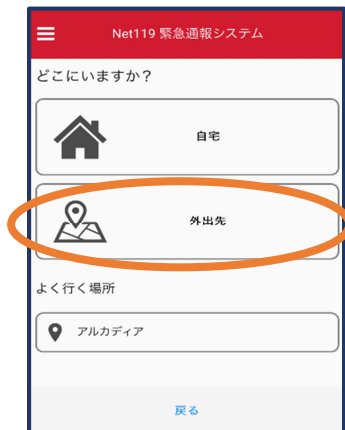 Net119 緊急通報システム
どこにいますか？
自宅
外出先
よく行く場所
アルカディア
戻る